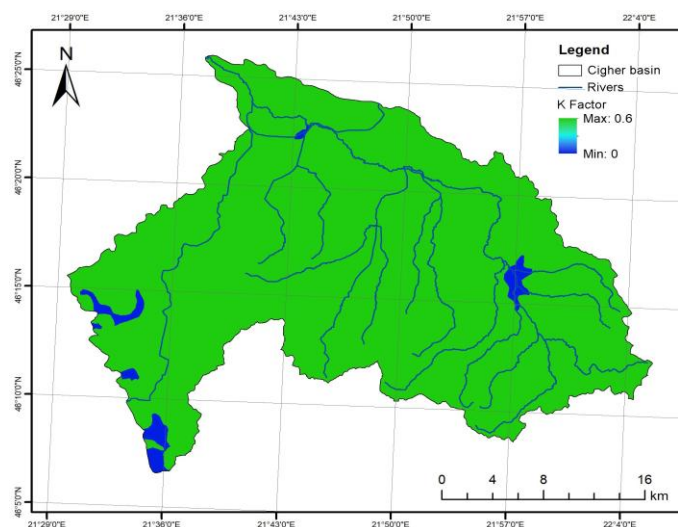 21°29'0"E 21°36'0"E 21°43'0"E 21°50'0"E 21°57'0"E 22°4'0"E
46°25'0"N
46°20'0"N
46°15'0"N
46°10'0"N
46°5'0"N
N
Legend
Cigher basin
Rivers
K Factor
Max: 0.6
Min: 0
0 4 8 12 16
km
21°29'0"E 21°36'0"E 21°43'0"E 21°50'0"E 21°57'0"E 22°4'0"E